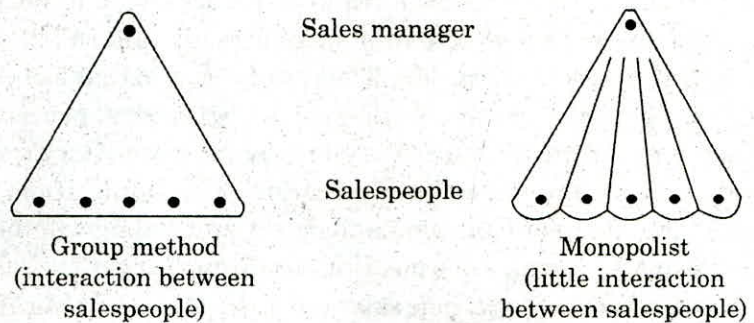 Sales manager
Salespeople
Group method
(interaction between
salespeople)
Monopolist
(little interaction
between salespeople)